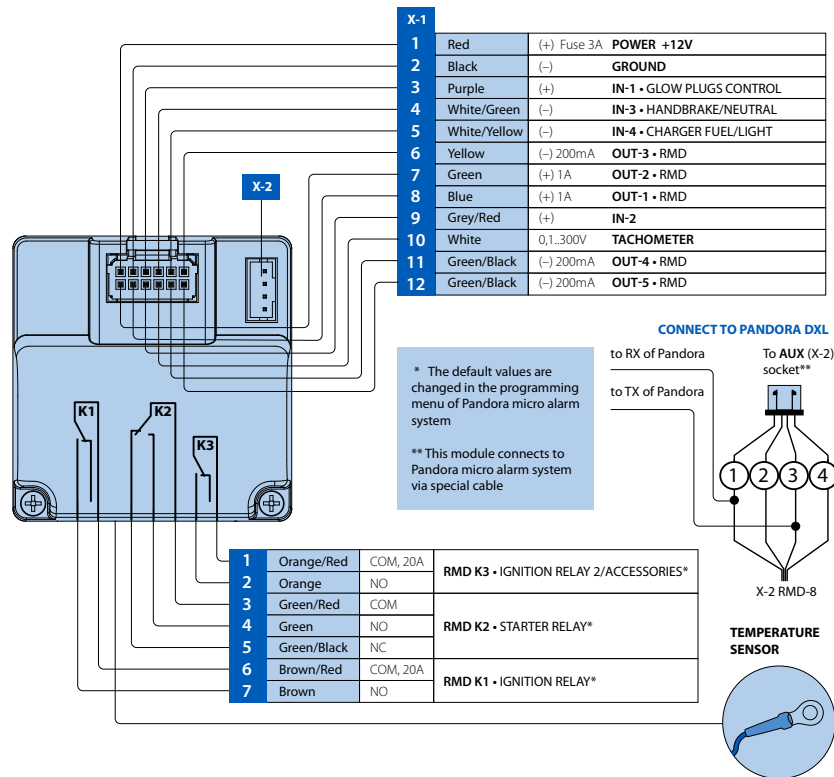 X-1
1 Red (+) Fuse 3A POWER +12V
2 Black (–) GROUND
3 Purple (+) IN-1 • GLOW PLUGS CONTROL
4 White/Green (–) IN-3 • HANDBRAKE/NEUTRAL
5 White/Yellow (–) IN-4 • CHARGER FUEL/LIGHT
6 Yellow (–) 200mA OUT-3 • RMD
7 Green (+) 1A OUT-2 • RMD
8 Blue (+) 1A OUT-1 • RMD
9 Grey/Red (+) IN-2
10 White 0,1..300V TACHOMETER
11 Green/Black (–) 200mA OUT-4 • RMD
12 Green/Black (–) 200mA OUT-5 • RMD
X-2
K1
K2
K3
* The default values are
changed in the programming
menu of Pandora micro alarm
system
** This module connects to
Pandora micro alarm system
via special cable
CONNECT TO PANDORA DXL
to RX of Pandora
To AUX (X-2)
socket**
to TX of Pandora
1 2 3 4
X-2 RMD-8
1 Orange/Red COM, 20A
RMD K3 • IGNITION RELAY 2/ACCESSORIES*
2 Orange NO
3 Green/Red COM
4 Green NO RMD K2 • STARTER RELAY*
5 Green/Black NC
6 Brown/Red COM, 20A
RMD K1 • IGNITION RELAY*
7 Brown NO
TEMPERATURE
SENSOR